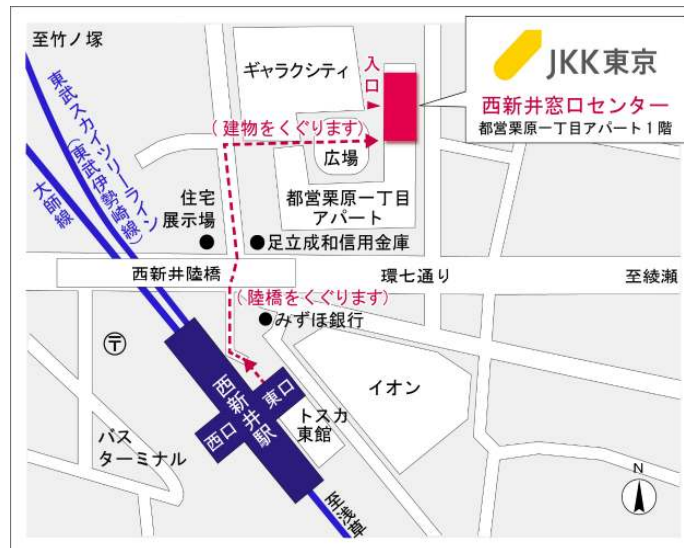 至竹ノ塚
ギャラクシティ
入口
JKK東京
西新井窓口センター
都営栗原一丁目アパート1階
東武スカイツリーライン
(東武伊勢崎線)
大師線
(建物をくぐります)
広場
住宅
展示場
都営栗原一丁目
アパート
足立成和信用金庫
西新井陸橋
環七通り
至綾瀬
(陸橋をくぐります)
みずほ銀行
〒
西新井駅
東口
西口
トスカ
東館
イオン
バス
ターミナル
至浅草
N